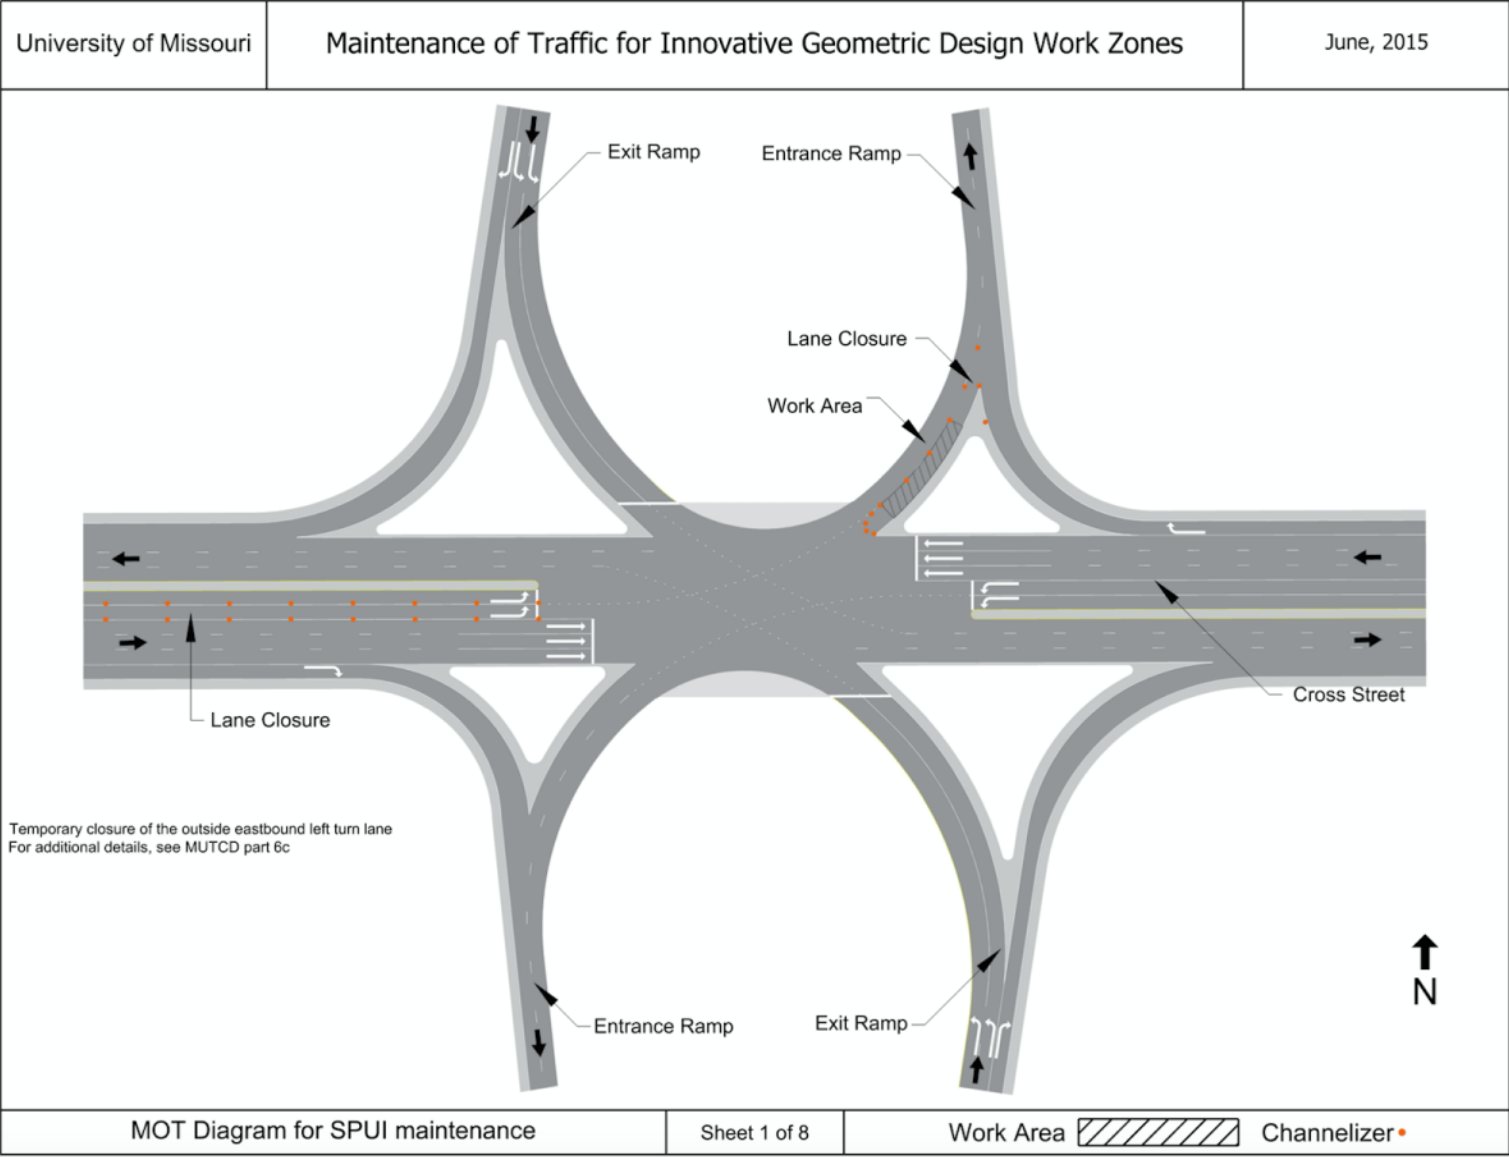 University of Missouri
Maintenance of Traffic for Innovative Geometric Design Work Zones
June, 2015
Exit Ramp
Entrance Ramp
Lane Closure
Work Area
Cross Street
Lane Closure
Temporary closure of the outside eastbound left turn lane
For additional details, see MUTCD part 6c
N
Entrance Ramp
Exit Ramp
MOT Diagram for SPUI maintenance
Sheet 1 of 8
Work Area
Channelizer